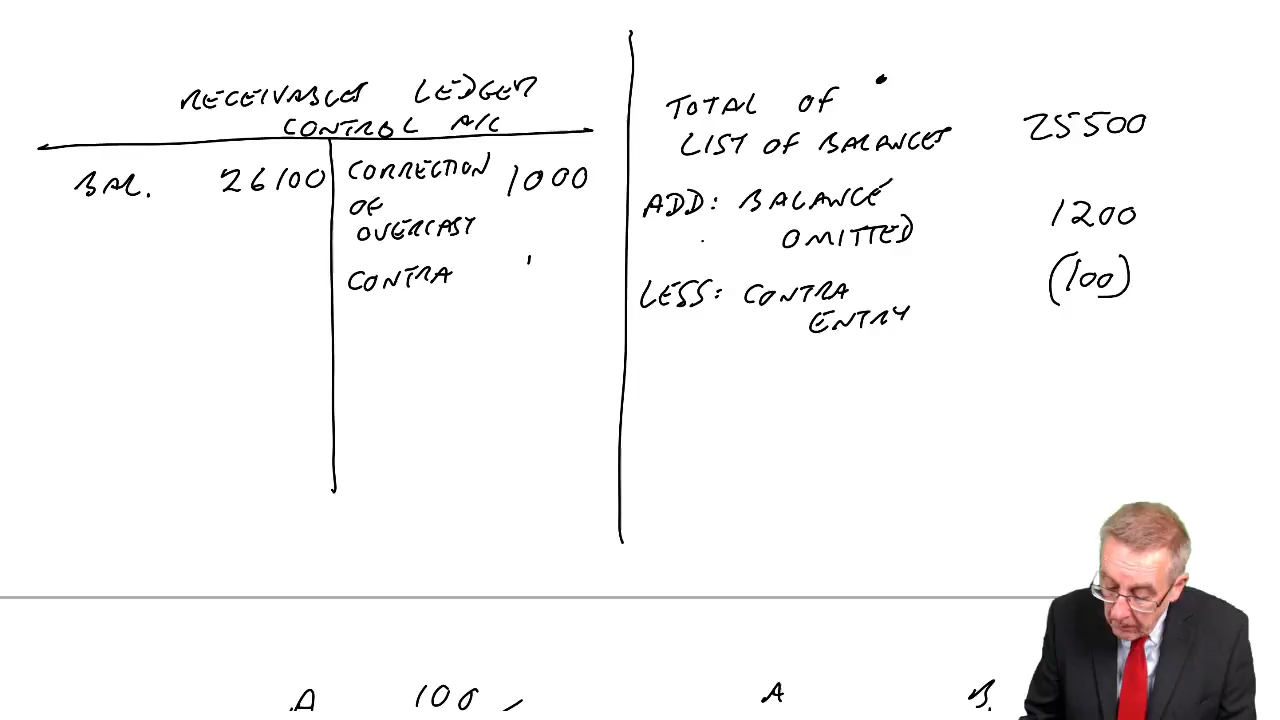 RECEIVABLES LEDGER
CONTROL A/C
BAL. 26100
CORRECTION 1000
OF
OVERCAST
CONTRA
TOTAL OF
LIST OF BALANCES 25500
ADD: BALANCE
OMITTED 1200
LESS: CONTRA (100)
ENTRY
A 100
A B